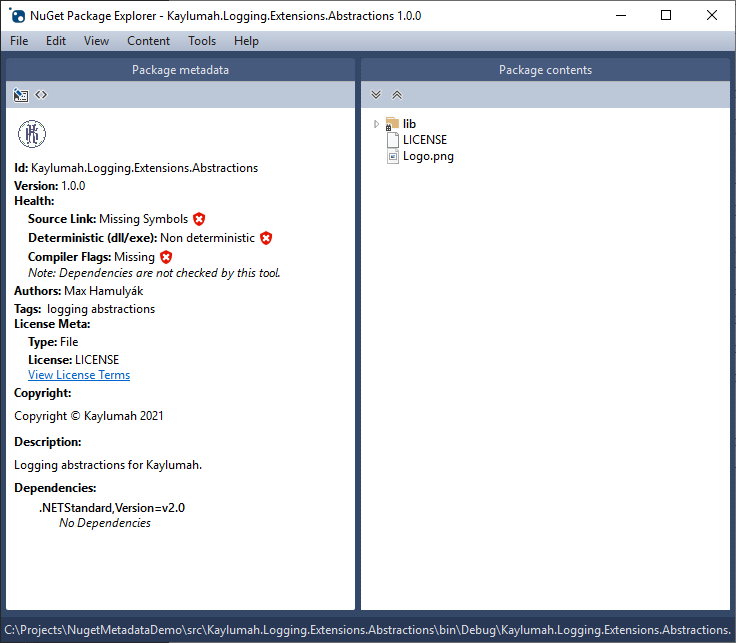 NuGet Package Explorer - Kaylumah.Logging.Extensions.Abstractions 1.0.0
File Edit View Content Tools Help
Package metadata
Id: Kaylumah.Logging.Extensions.Abstractions
Version: 1.0.0
Health:
Source Link: Missing Symbols
Deterministic (dll/exe): Non deterministic
Compiler Flags: Missing
Note: Dependencies are not checked by this tool.
Authors: Max Hamulyák
Tags: logging abstractions
License Meta:
Type: File
License: LICENSE
View License Terms
Copyright:
Copyright © Kaylumah 2021
Description:
Logging abstractions for Kaylumah.
Dependencies:
.NETStandard,Version=v2.0
No Dependencies
Package contents
lib
LICENSE
Logo.png
C:\Projects\NugetMetadataDemo\src\Kaylumah.Logging.Extensions.Abstractions\bin\Debug\Kaylumah.Logging.Extensions.Abstractions.